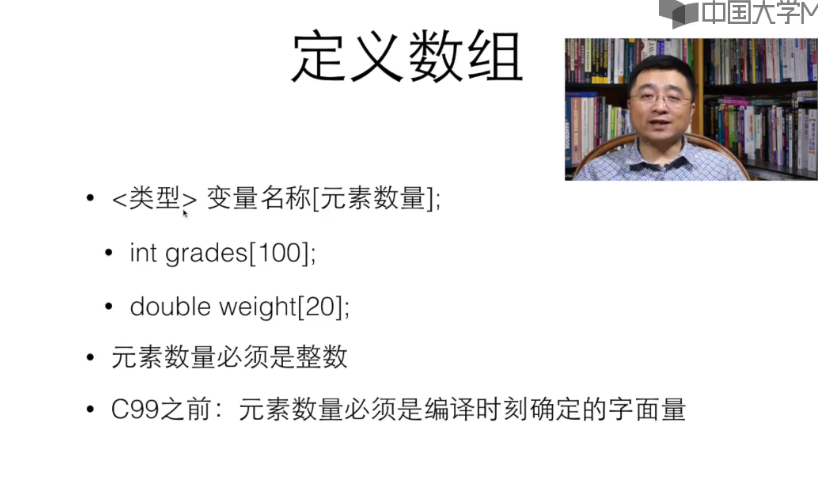 中国大学M
定义数组
<类型> 变量名称[元素数量];
int grades[100];
double weight[20];
元素数量必须是整数
C99之前：元素数量必须是编译时刻确定的字面量